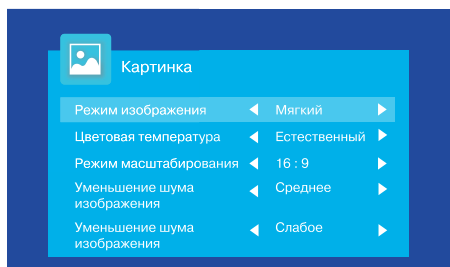 Картинка
Режим изображения Мягкий
Цветовая температура Естественный
Режим масштабирования 16 : 9
Уменьшение шума Среднее
изображения
Уменьшение шума Слабое
изображения